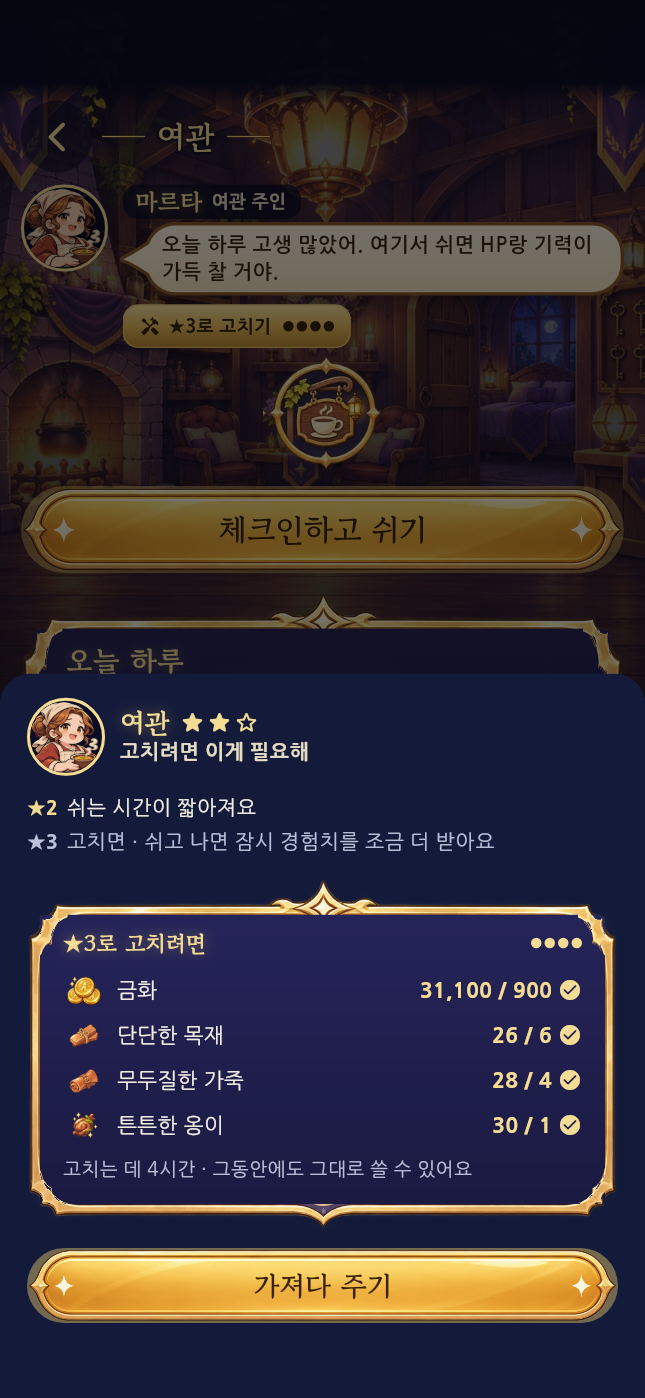 여관
마르타 여관 주인
오늘 하루 고생 많았어. 여기서 쉬면 HP랑 기력이
가득 찰 거야.
★3로 고치기 ●●●●
체크인하고 쉬기
오늘 하루
여관 ★★☆
고치려면 이게 필요해
★2 쉬는 시간이 짧아져요
★3 고치면 · 쉬고 나면 잠시 경험치를 조금 더 받아요
★3로 고치려면 ●●●●
금화 31,100 / 900
단단한 목재 26 / 6
무두질한 가죽 28 / 4
튼튼한 옹이 30 / 1
고치는 데 4시간 · 그동안에도 그대로 쓸 수 있어요
가져다 주기